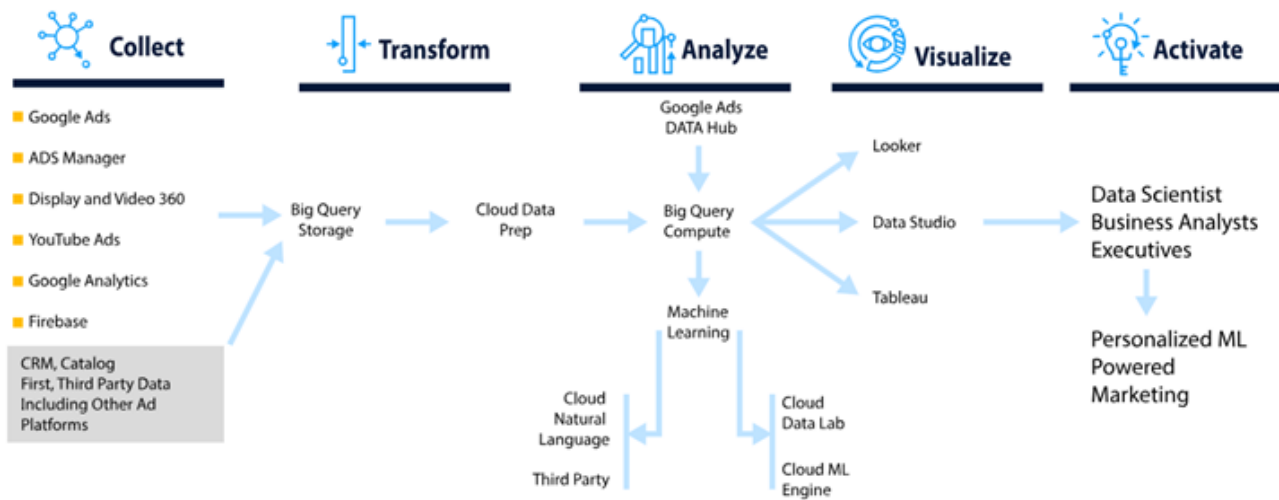 Collect
Transform
Analyze
Visualize
Activate
Google Ads
ADS Manager
Display and Video 360
YouTube Ads
Google Analytics
Firebase
CRM, Catalog
First, Third Party Data
Including Other Ad
Platforms
Big Query
Storage
Cloud Data
Prep
Google Ads
DATA Hub
Big Query
Compute
Machine
Learning
Cloud
Natural
Language
Third Party
Cloud
Data Lab
Cloud ML
Engine
Looker
Data Studio
Tableau
Data Scientist
Business Analysts
Executives
Personalized ML
Powered
Marketing